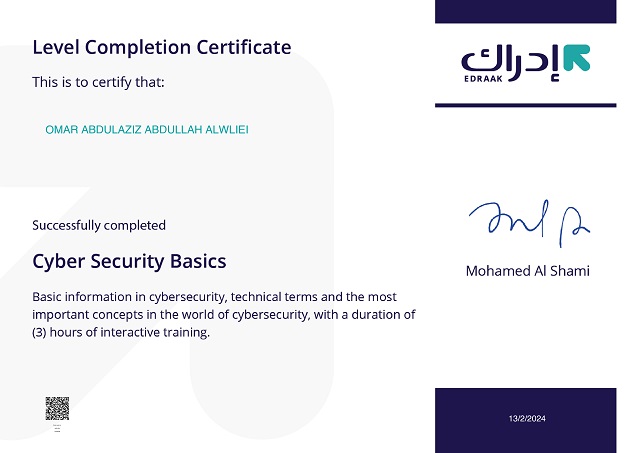 Level Completion Certificate
This is to certify that:
OMAR ABDULAZIZ ABDULLAH ALWLIEI
Successfully completed
Cyber Security Basics
Basic information in cybersecurity, technical terms and the most
important concepts in the world of cybersecurity, with a duration of
(3) hours of interactive training.
إدراك
EDRAAK
Mohamed Al Shami
13/2/2024